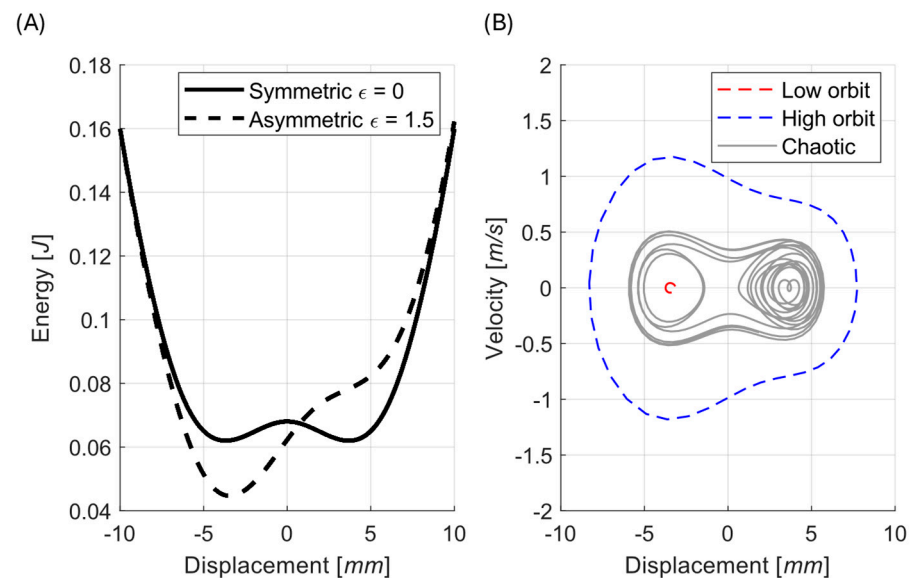 (A)
(B)
0.18
0.16
0.14
0.12
0.1
0.08
0.06
0.04
Energy [J]
Symmetric ϵ = 0
Asymmetric ϵ = 1.5
-10
-5
0
5
10
Displacement [mm]
2
1.5
1
0.5
0
-0.5
-1
-1.5
-2
Velocity [m/s]
Low orbit
High orbit
Chaotic
-10
-5
0
5
10
Displacement [mm]